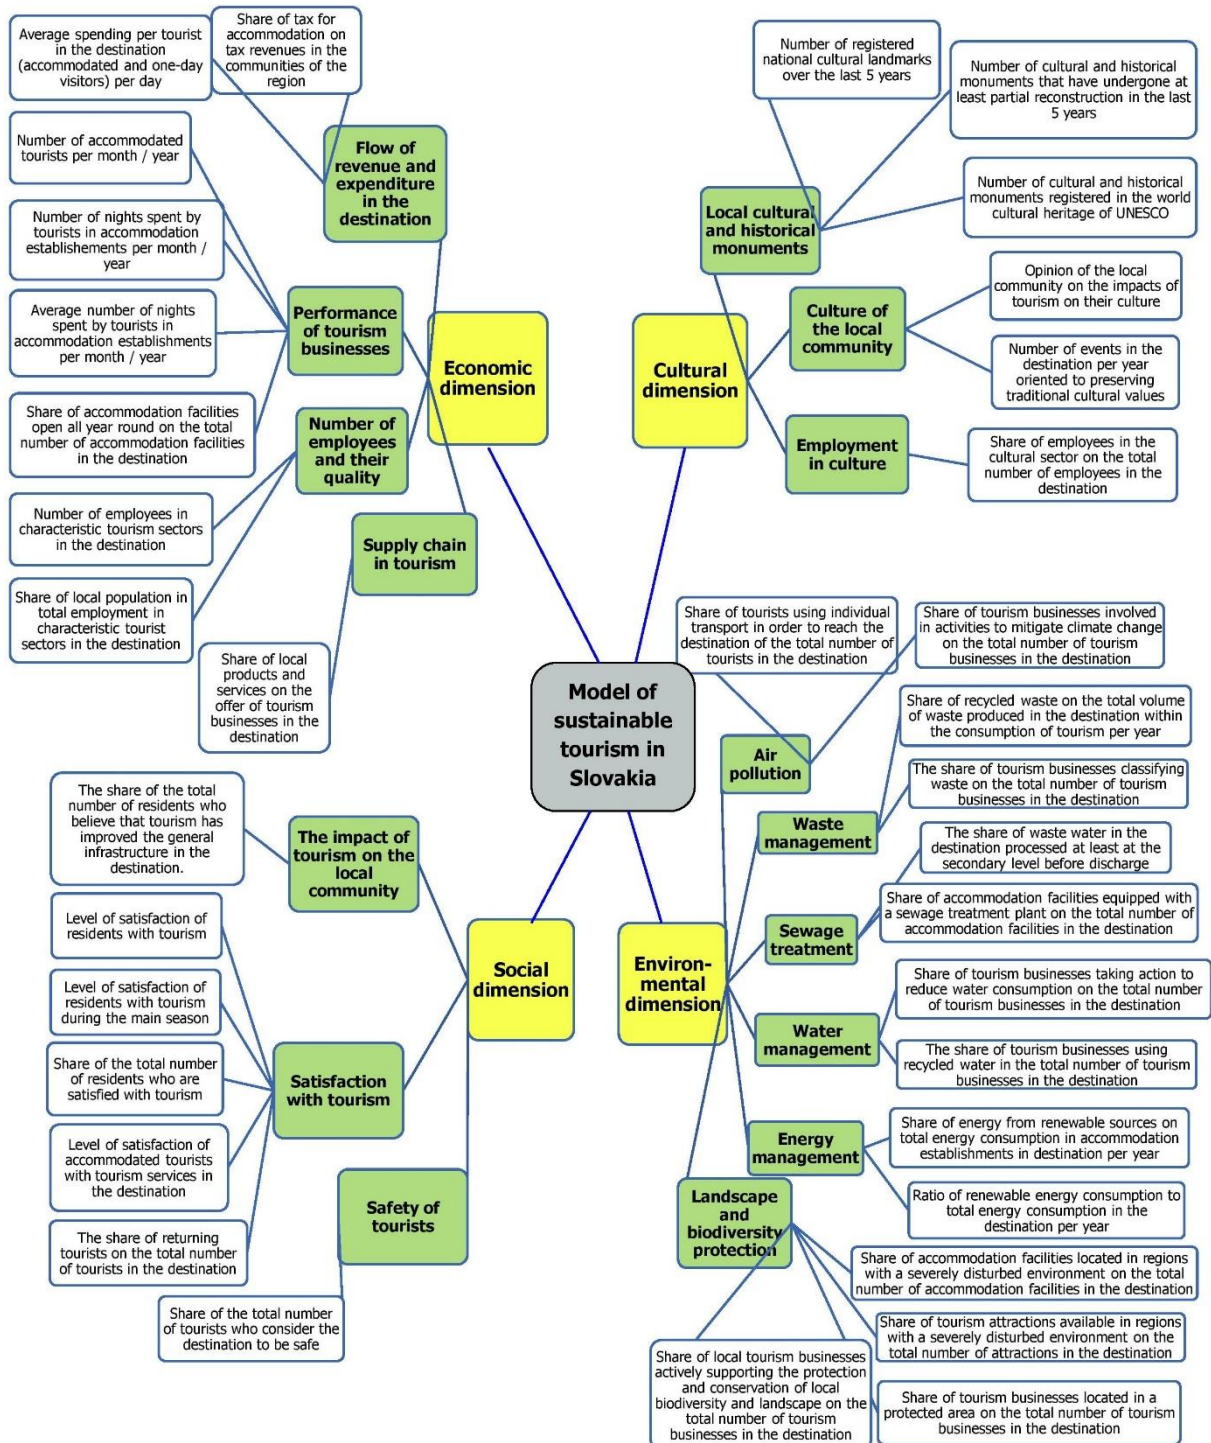 Average spending per tourist
in the destination
(accommodated and one-day
visitors) per day
Share of tax for
accommodation on
tax revenues in the
communities of the
region
Number of accommodated
tourists per month / year
Number of nights spent by
tourists in accommodation
establishements per month /
year
Average number of nights
spent by tourists in
accommodation establishments
per month / year
Share of accommodation facilities
open all year round on the total
number of accommodation facilities
in the destination
Number of employees in
characteristic tourism sectors
in the destination
Share of local population in
total employment in
characteristic tourist
sectors in the destination
Share of local
products and
services on the
offer of tourism
businesses in the
destination
Flow of
revenue and
expenditure
in the
destination
Performance
of tourism
businesses
Number of
employees
and their
quality
Supply chain
in tourism
Economic
dimension
Number of registered
national cultural landmarks
over the last 5 years
Number of cultural and historical
monuments that have undergone at
least partial reconstruction in the last
5 years
Number of cultural and historical
monuments registered in the world
cultural heritage of UNESCO
Opinion of the local
community on the impacts of
tourism on their culture
Number of events in the
destination per year
oriented to preserving
traditional cultural values
Share of employees in the
cultural sector on the total
number of employees in the
destination
Local cultural
and historical
monuments
Culture of
the local
community
Employment
in culture
Cultural
dimension
Model of
sustainable
tourism in
Slovakia
The share of the total
number of residents who
believe that tourism has
improved the general
infrastructure in the
destination.
Level of satisfaction of
residents with tourism
Level of satisfaction of
residents with tourism
during the main season
Share of the total number
of residents who are
satisfied with tourism
Level of satisfaction of
accommodated tourists
with tourism services in
the destination
The share of returning
tourists on the total number
of tourists in the destination
Share of the total number
of tourists who consider the
destination to be safe
The impact of
tourism on the
local
community
Satisfaction
with tourism
Safety of
tourists
Social
dimension
Share of tourists using individual
transport in order to reach the
destination of the total number of
tourists in the destination
Share of tourism businesses involved
in activities to mitigate climate change
on the total number of tourism
businesses in the destination
Share of recycled waste on the total volume
of waste produced in the destination within
the consumption of tourism per year
The share of tourism businesses classifying
waste on the total number of tourism
businesses in the destination
The share of waste water in the
destination processed at least at the
secondary level before discharge
Share of accommodation facilities equipped with
a sewage treatment plant on the total number of
accommodation facilities in the destination
Share of tourism businesses taking action to
reduce water consumption on the total number
of tourism businesses in the destination
The share of tourism businesses using
recycled water in the total number of tourism
businesses in the destination
Share of energy from renewable sources on
total energy consumption in accommodation
establishments in destination per year
Ratio of renewable energy consumption to
total energy consumption in the
destination per year
Share of accommodation facilities located in regions
with a severely disturbed environment on the total
number of accommodation facilities in the destination
Share of tourism attractions available in regions
with a severely disturbed environment on the
total number of attractions in the destination
Share of tourism businesses located in a
protected area on the total number of tourism
businesses in the destination
Share of local tourism businesses
actively supporting the protection
and conservation of local
biodiversity and landscape on the
total number of tourism
businesses in the destination
Air
pollution
Waste
management
Sewage
treatment
Water
management
Energy
management
Landscape
and
biodiversity
protection
Environ-
mental
dimension